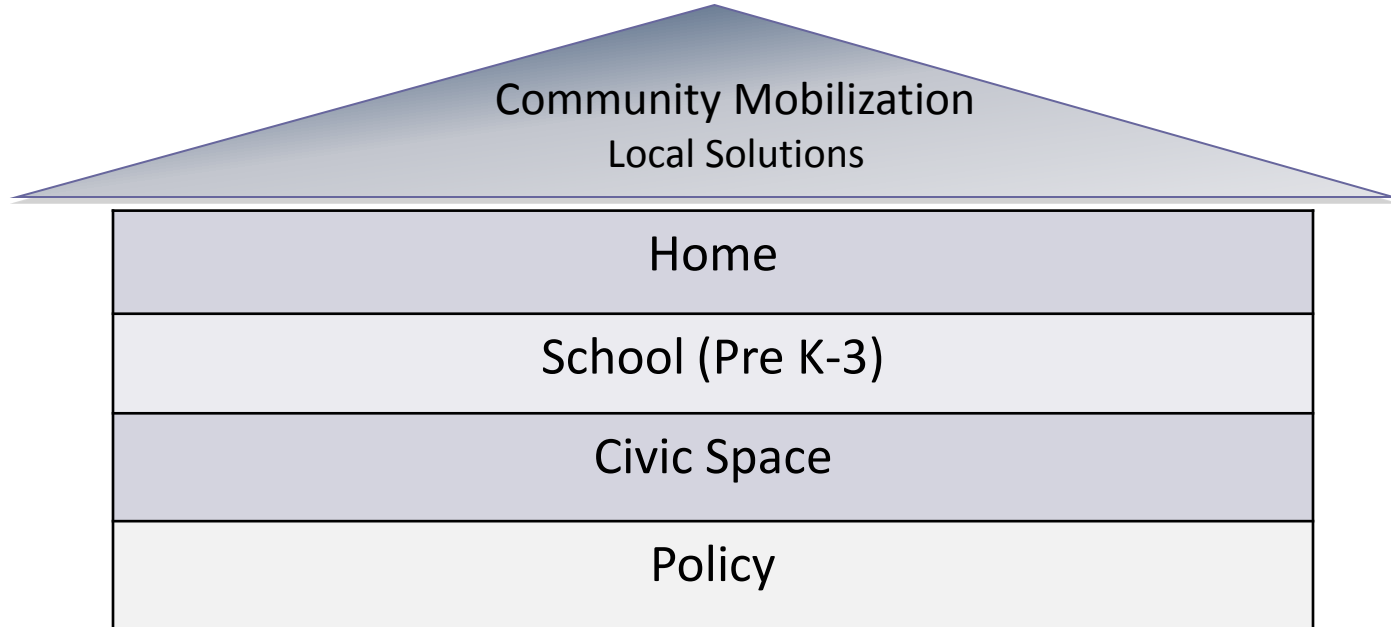 Community Mobilization
Local Solutions
Home
School (Pre K-3)
Civic Space
Policy